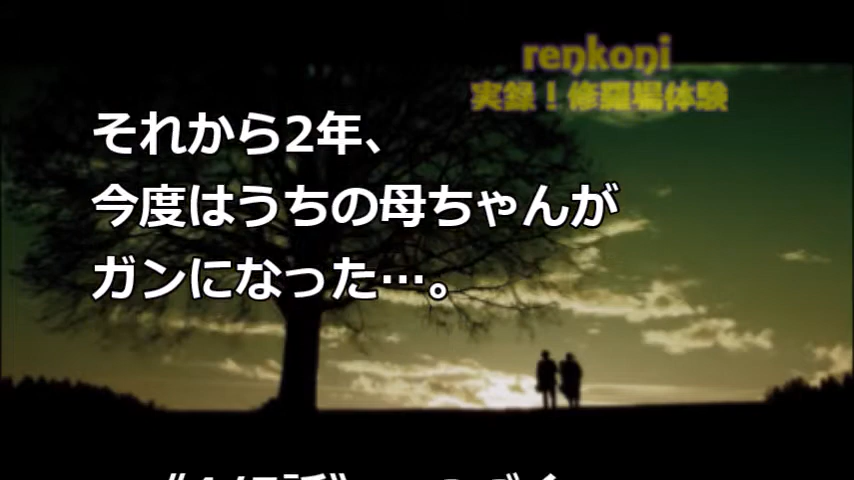 renkoni
実録！修羅場体験
それから2年、
今度はうちの母ちゃんが
ガンになった…。